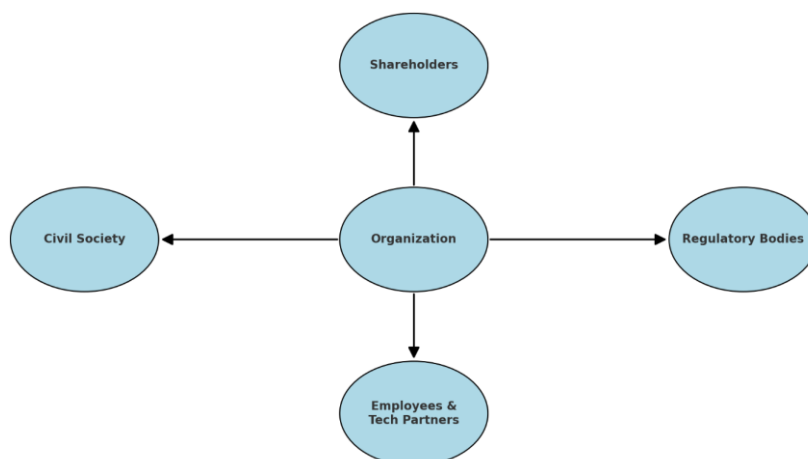 Shareholders
Civil Society
Organization
Regulatory Bodies
Employees &
Tech Partners